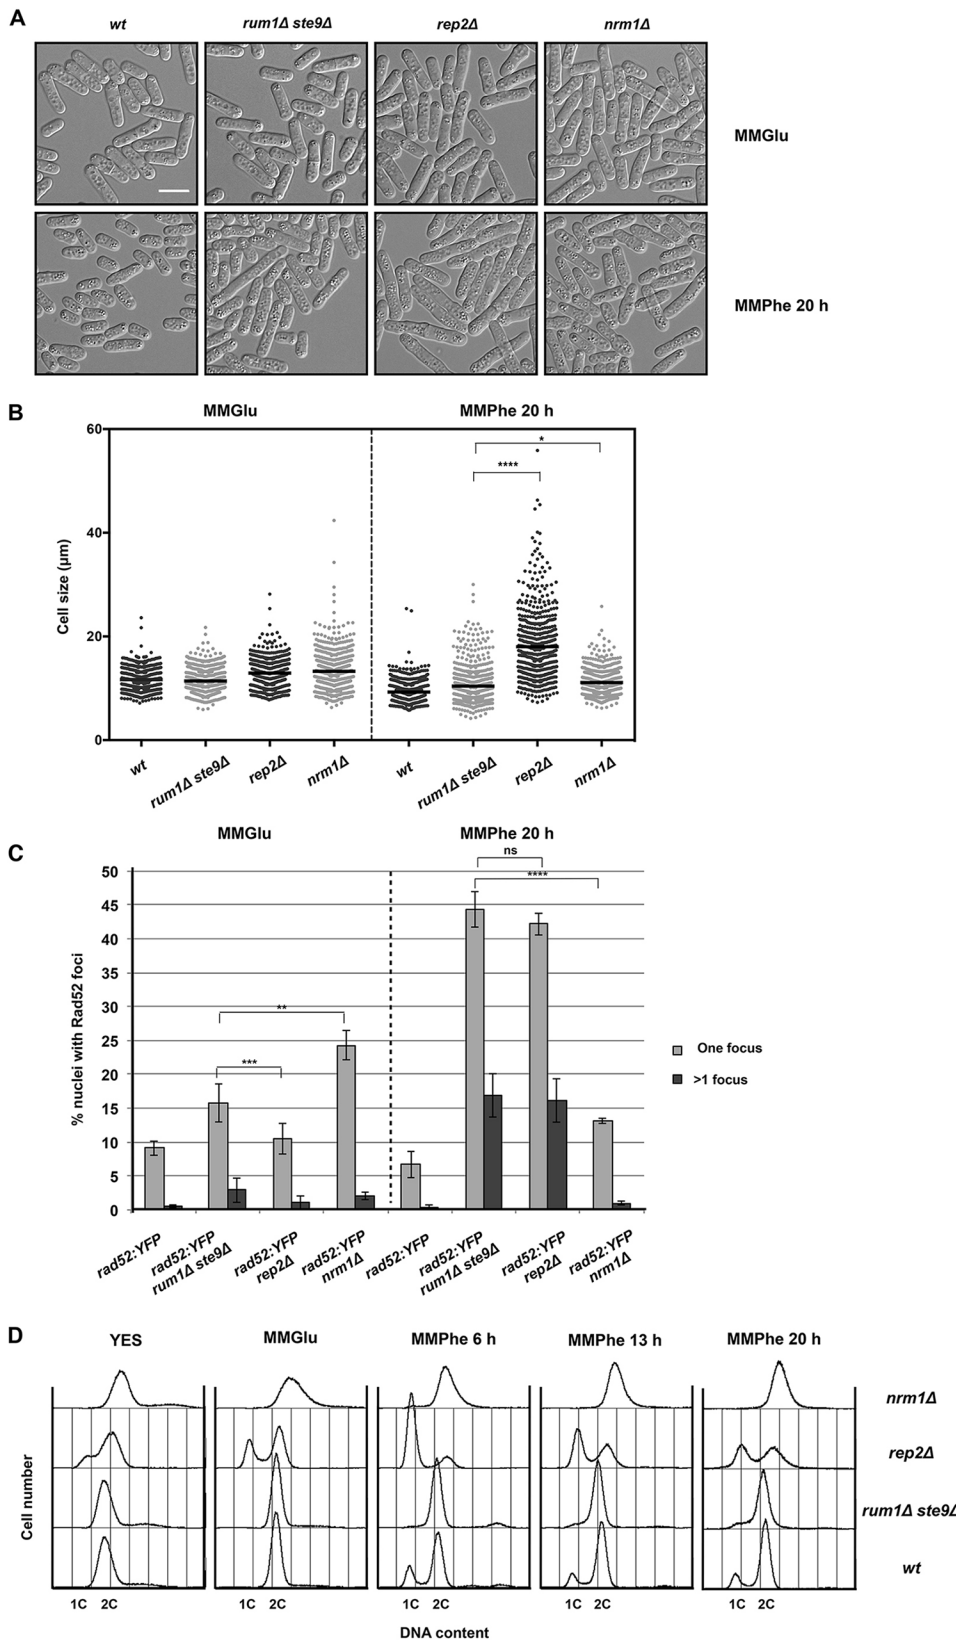 A
wt
rum1Δ ste9Δ
rep2Δ
nrm1Δ
MMGlu
MMPhe 20 h
B
MMGlu
MMPhe 20 h
Cell size (μm)
60
40
20
0
*
****
wt
rum1Δ ste9Δ
rep2Δ
nrm1Δ
wt
rum1Δ ste9Δ
rep2Δ
nrm1Δ
C
MMGlu
MMPhe 20 h
% nuclei with Rad52 foci
50
45
40
35
30
25
20
15
10
5
0
**
***
ns
****
One focus
>1 focus
rad52:YFP
rad52:YFP
rum1Δ ste9Δ
rad52:YFP
rep2Δ
rad52:YFP
nrm1Δ
rad52:YFP
rad52:YFP
rum1Δ ste9Δ
rad52:YFP
rep2Δ
rad52:YFP
nrm1Δ
D
YES
MMGlu
MMPhe 6 h
MMPhe 13 h
MMPhe 20 h
nrm1Δ
rep2Δ
rum1Δ ste9Δ
wt
Cell number
1C 2C
1C 2C
1C 2C
1C 2C
1C 2C
DNA content